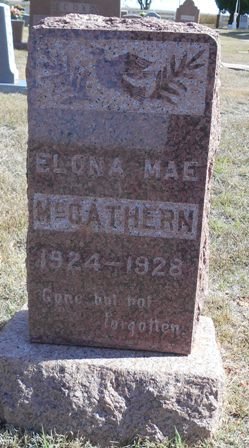 ELONA MAE
McCATHERN
1924-1928
Gone but not
forgotten.